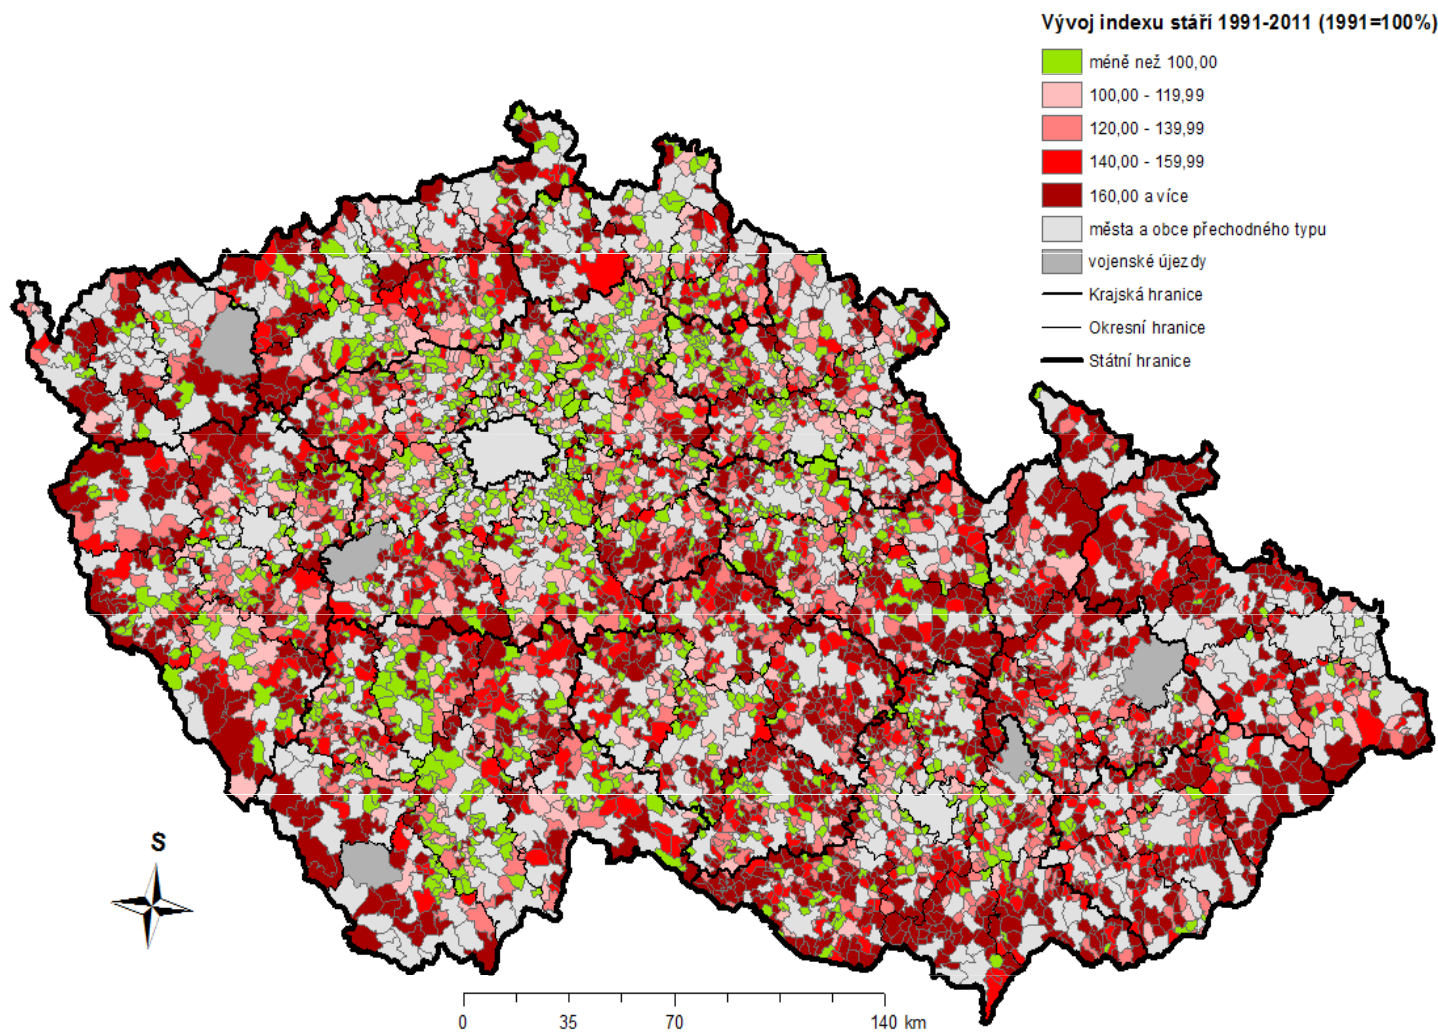 Vývoj indexu stáří 1991-2011 (1991=100%)
méně než 100,00
100,00 - 119,99
120,00 - 139,99
140,00 - 159,99
160,00 a více
města a obce přechodného typu
vojenské újezdy
Krajská hranice
Okresní hranice
Státní hranice
S
0 35 70 140 km